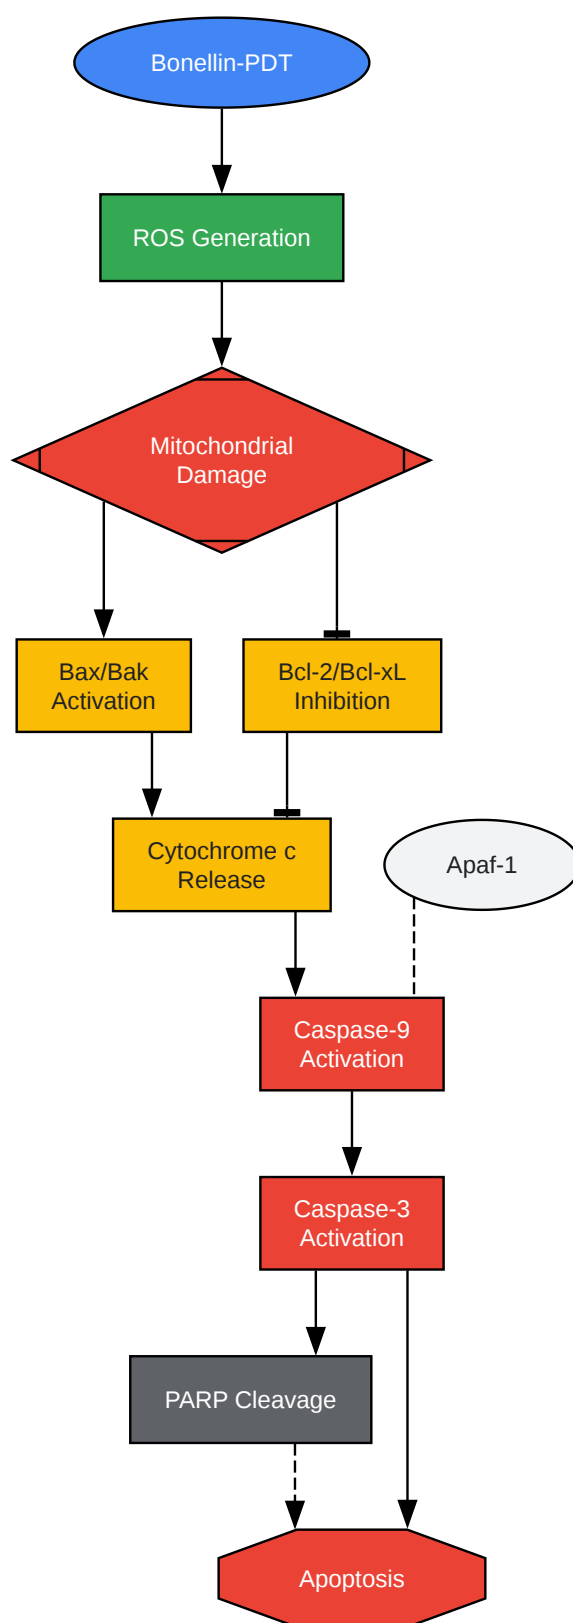 Bonellin-PDT
ROS Generation
Mitochondrial
Damage
Bax/Bak
Activation
Bcl-2/Bcl-xL
Inhibition
Cytochrome c
Release
Apaf-1
Caspase-9
Activation
Caspase-3
Activation
PARP Cleavage
Apoptosis